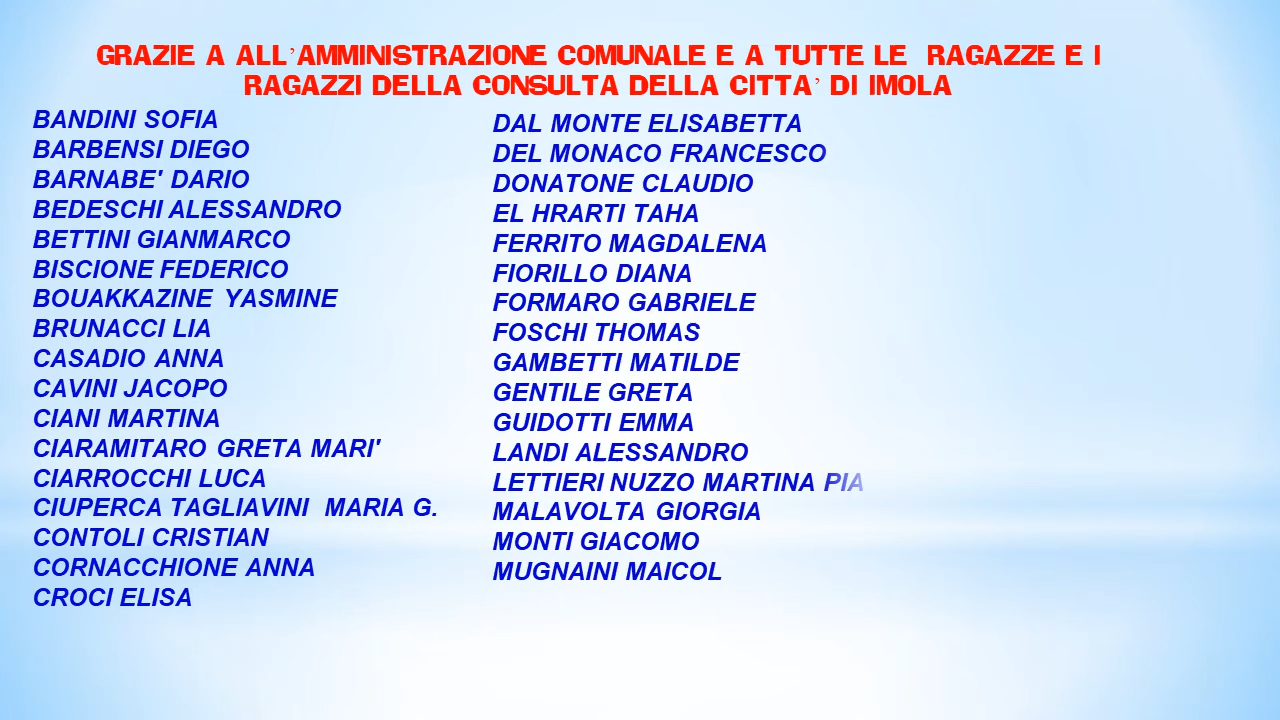 GRAZIE A ALL’AMMINISTRAZIONE COMUNALE E A TUTTE LE RAGAZZE E I
RAGAZZI DELLA CONSULTA DELLA CITTA’ DI IMOLA
BANDINI SOFIA
BARBENSI DIEGO
BARNABE' DARIO
BEDESCHI ALESSANDRO
BETTINI GIANMARCO
BISCIONE FEDERICO
BOUAKKAZINE YASMINE
BRUNACCI LIA
CASADIO ANNA
CAVINI JACOPO
CIANI MARTINA
CIARAMITARO GRETA MARI'
CIARROCCHI LUCA
CIUPERCA TAGLIAVINI MARIA G.
CONTOLI CRISTIAN
CORNACCHIONE ANNA
CROCI ELISA
DAL MONTE ELISABETTA
DEL MONACO FRANCESCO
DONATONE CLAUDIO
EL HRARTI TAHA
FERRITO MAGDALENA
FIORILLO DIANA
FORMARO GABRIELE
FOSCHI THOMAS
GAMBETTI MATILDE
GENTILE GRETA
GUIDOTTI EMMA
LANDI ALESSANDRO
LETTIERI NUZZO MARTINA PIA
MALAVOLTA GIORGIA
MONTI GIACOMO
MUGNAINI MAICOL